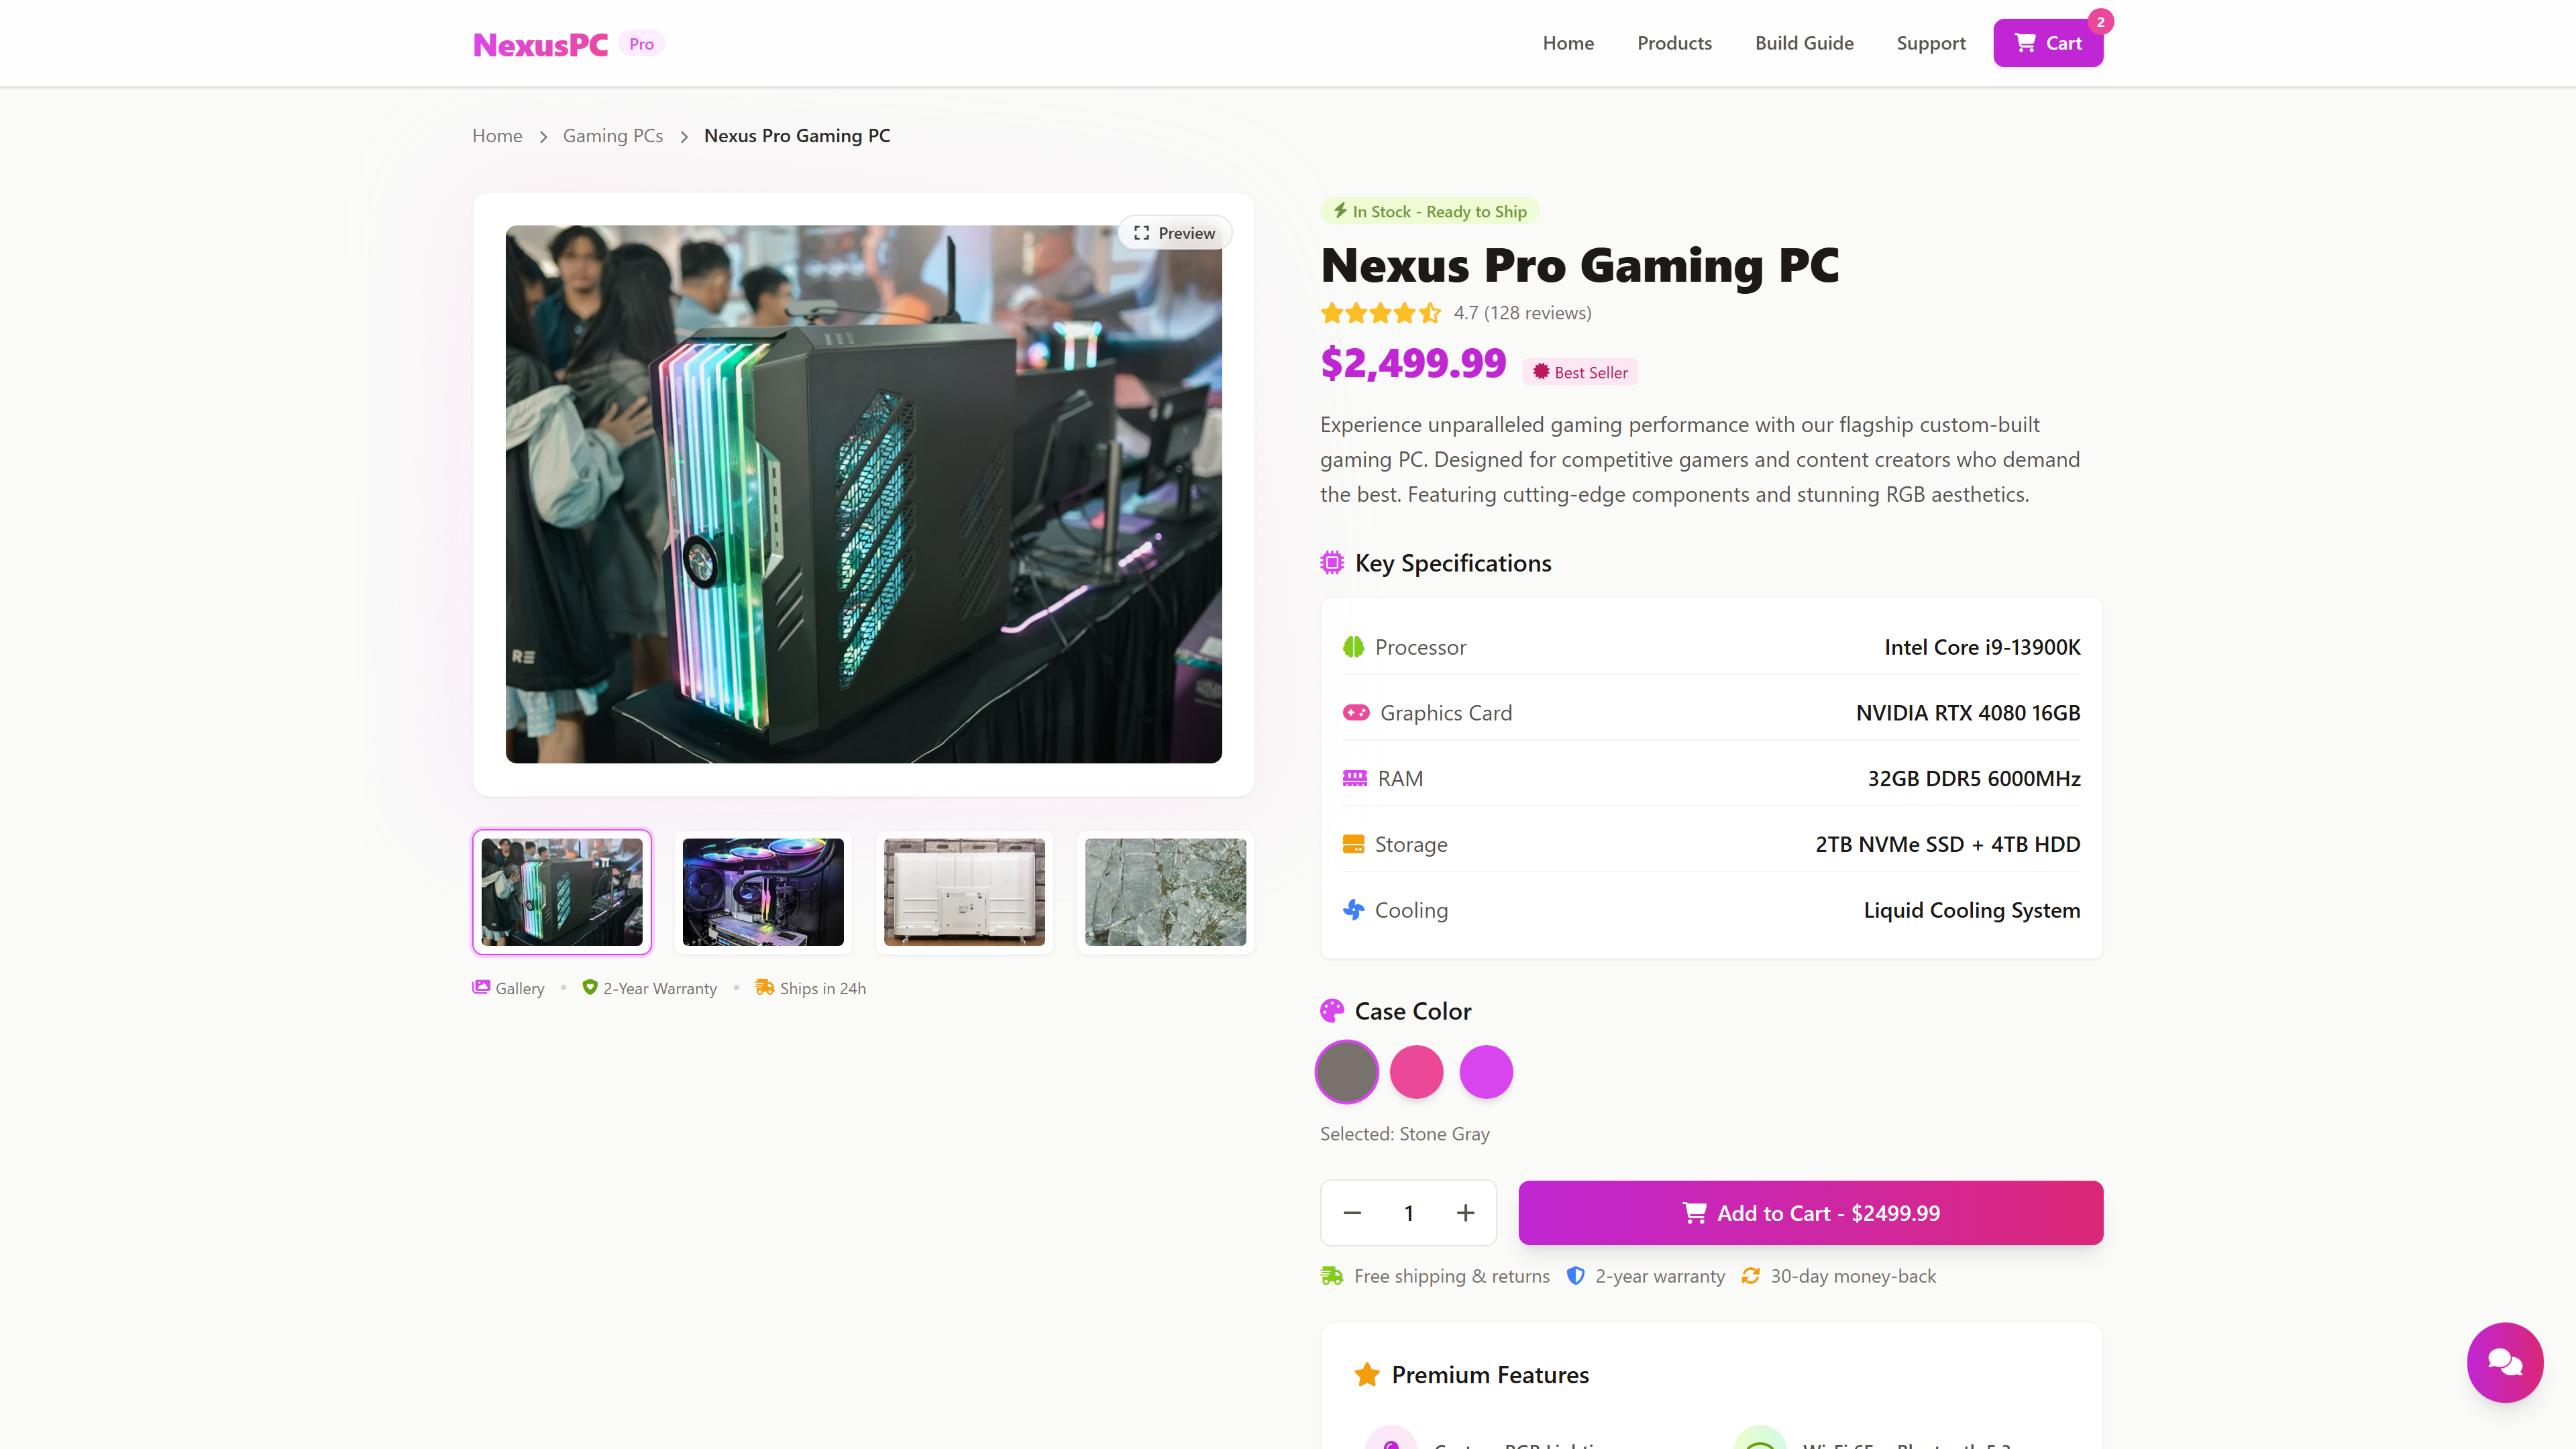 NexusPC Pro
Home Products Build Guide Support Cart 2
Home > Gaming PCs > Nexus Pro Gaming PC
Preview
RE
In Stock - Ready to Ship
Nexus Pro Gaming PC
4.7 (128 reviews)
$2,499.99 Best Seller
Experience unparalleled gaming performance with our flagship custom-built
gaming PC. Designed for competitive gamers and content creators who demand
the best. Featuring cutting-edge components and stunning RGB aesthetics.
Key Specifications
Processor Intel Core i9-13900K
Graphics Card NVIDIA RTX 4080 16GB
RAM 32GB DDR5 6000MHz
Storage 2TB NVMe SSD + 4TB HDD
Cooling Liquid Cooling System
Gallery • 2-Year Warranty • Ships in 24h
Case Color
Selected: Stone Gray
1
Add to Cart - $2499.99
Free shipping & returns 2-year warranty 30-day money-back
Premium Features